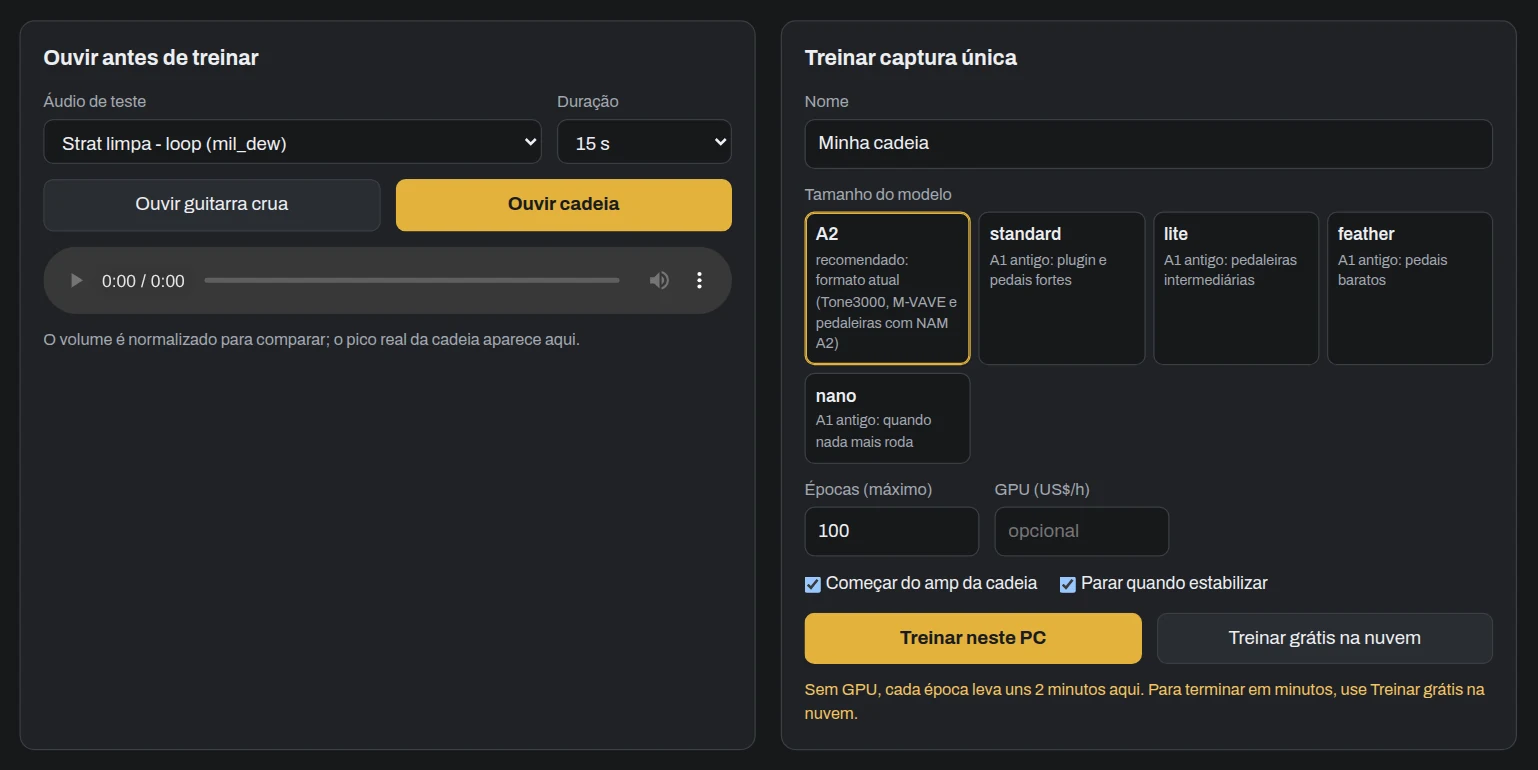 Ouvir antes de treinar
Áudio de teste
Duração
Strat limpa - loop (mil_dew)
15 s
Ouvir guitarra crua
Ouvir cadeia
0:00 / 0:00
O volume é normalizado para comparar; o pico real da cadeia aparece aqui.
Treinar captura única
Nome
Minha cadeia
Tamanho do modelo
A2
recomendado:
formato atual
(Tone3000, M-VAVE e
pedaleiras com NAM
A2)
standard
A1 antigo: plugin e
pedais fortes
lite
A1 antigo: pedaleiras
intermediárias
feather
A1 antigo: pedais
baratos
nano
A1 antigo: quando
nada mais roda
Épocas (máximo)
GPU (US$/h)
100
opcional
Começar do amp da cadeia
Parar quando estabilizar
Treinar neste PC
Treinar grátis na nuvem
Sem GPU, cada época leva uns 2 minutos aqui. Para terminar em minutos, use Treinar grátis na
nuvem.